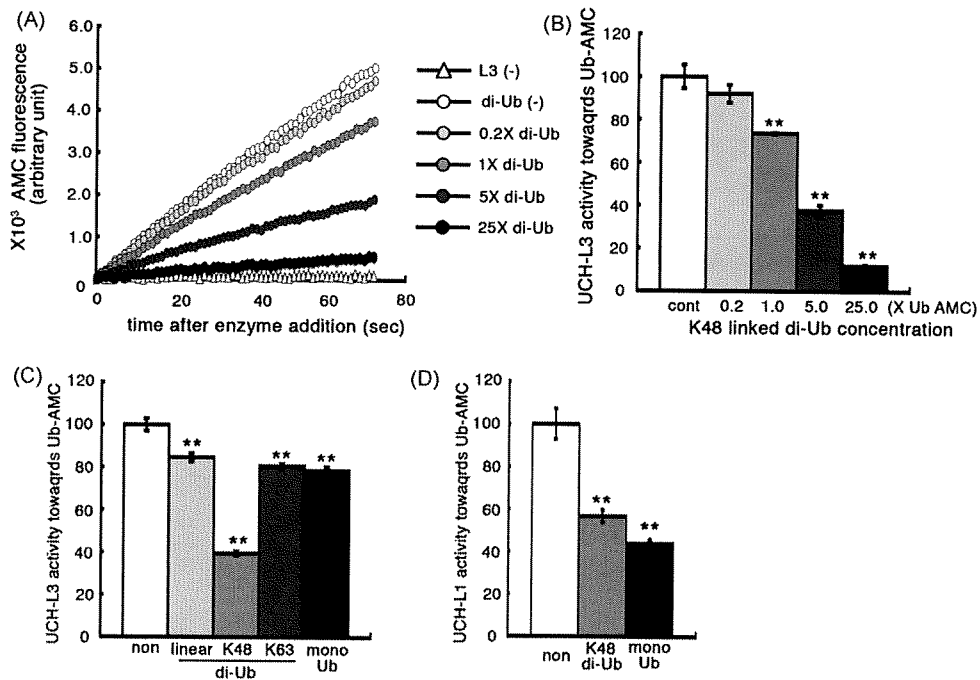 (A)
X10³ AMC fluorescence
(arbitrary unit)
5.0
4.0
3.0
2.0
1.0
0
0
20
40
60
80
time after enzyme addition (sec)
L3 (-)
di-Ub (-)
0.2X di-Ub
1X di-Ub
5X di-Ub
25X di-Ub
(B)
UCH-L3 activity towaqrds Ub-AMC
120
100
80
60
40
20
0
**
**
**
cont 0.2 1.0 5.0 25.0 (X Ub AMC)
K48 linked di-Ub concentration
(C)
UCH-L3 activity towaqrds Ub-AMC
120
100
80
60
40
20
0
**
**
**
**
non linear K48 K63 mono
Ub
di-Ub
(D)
UCH-L1 activity towaqrds Ub-AMC
120
100
80
60
40
20
0
**
**
non K48 mono
di-Ub Ub